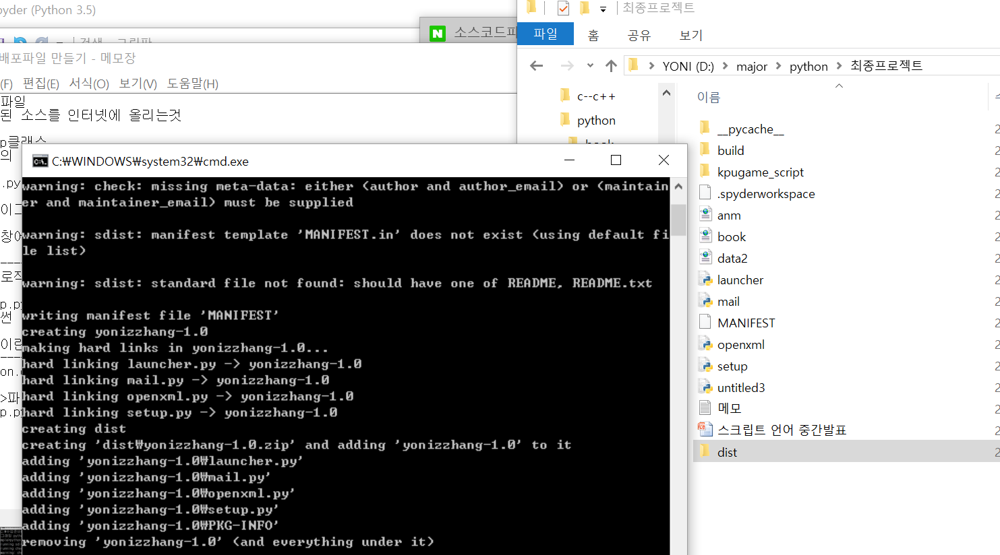 pyder (Python 3.5)
배포파일 만들기 - 메모장
(F) 편집(E) 서식(O) 보기(V) 도움말(H)
파일
된 소스를 인터넷에 올리는것
p클래스
의
.py
소스코드파
최종프로젝트
파일 홈 공유 보기
YONI (D:) major python 최종프로젝트
c--c++
python
book
이름
__pycache__
build
kpugame_script
.spyderworkspace
anm
book
data2
launcher
mail
MANIFEST
openxml
setup
untitled3
메모
스크립트 언어 중간발표
dist
C:₩WINDOWS₩system32₩cmd.exe
warning: check: missing meta-data: either (author and author_email) or (maintain
er and maintainer_email) must be supplied
warning: sdist: manifest template 'MANIFEST.in' does not exist (using default fi
le list)
warning: sdist: standard file not found: should have one of README, README.txt
writing manifest file 'MANIFEST'
creating yonizzhang-1.0
making hard links in yonizzhang-1.0...
hard linking launcher.py -> yonizzhang-1.0
hard linking mail.py -> yonizzhang-1.0
hard linking openxml.py -> yonizzhang-1.0
hard linking setup.py -> yonizzhang-1.0
creating dist
creating 'dist₩yonizzhang-1.0.zip' and adding 'yonizzhang-1.0' to it
adding 'yonizzhang-1.0₩launcher.py'
adding 'yonizzhang-1.0₩mail.py'
adding 'yonizzhang-1.0₩openxml.py'
adding 'yonizzhang-1.0₩setup.py'
adding 'yonizzhang-1.0₩PKG-INFO'
removing 'yonizzhang-1.0' (and everything under it)